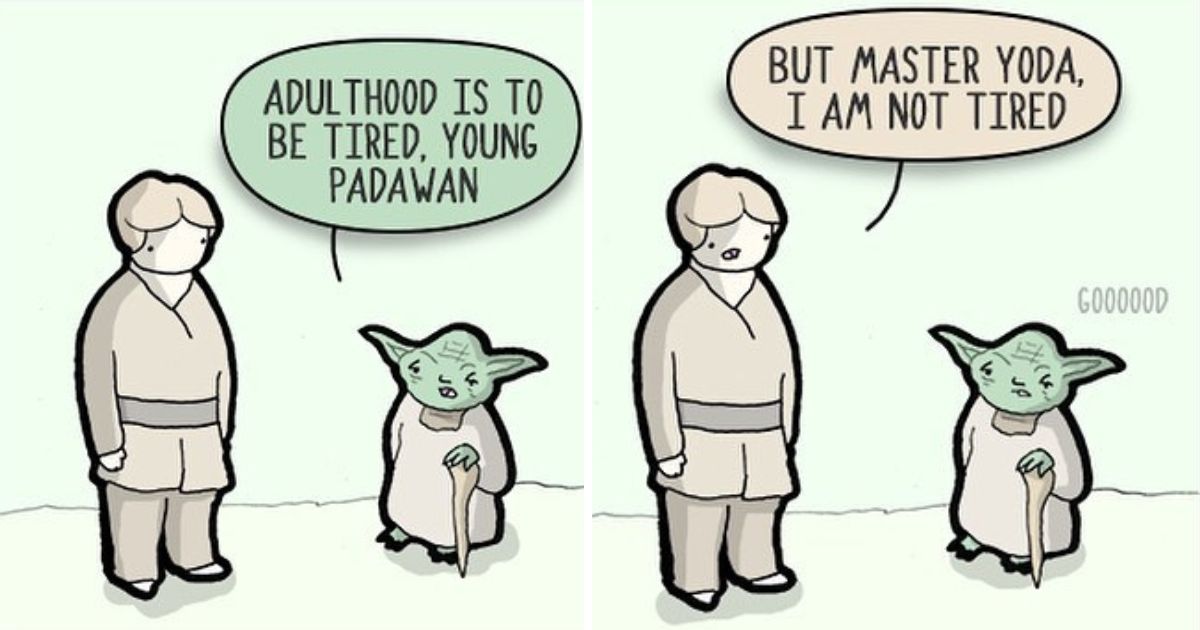 ADULTHOOD IS TO
BE TIRED, YOUNG
PADAWAN
BUT MASTER YODA,
I AM NOT TIRED
GOOOOOD